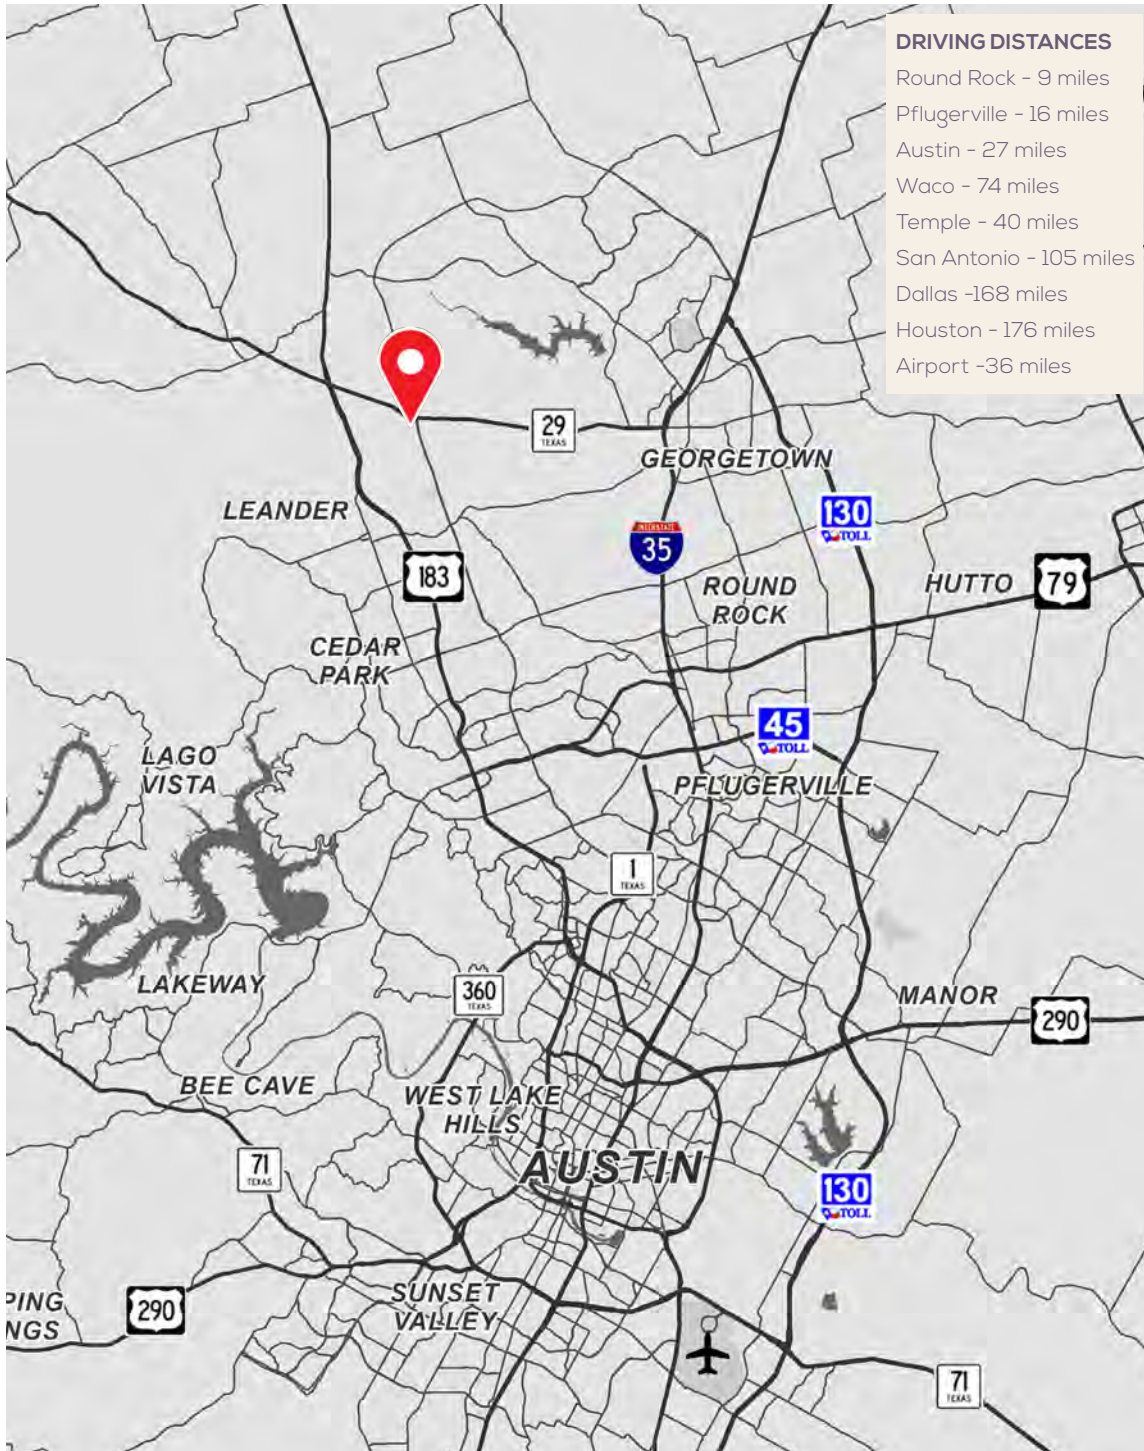 DRIVING DISTANCES
Round Rock - 9 miles
Pflugerville - 16 miles
Austin - 27 miles
Waco - 74 miles
Temple - 40 miles
San Antonio - 105 miles
Dallas -168 miles
Houston - 176 miles
Airport -36 miles
29
TEXAS
GEORGETOWN
LEANDER
130
TOLL
INTERSTATE
35
183
ROUND
ROCK
HUTTO
79
CEDAR
PARK
45
TOLL
LAGO
VISTA
PFLUGERVILLE
1
TEXAS
LAKEWAY
360
TEXAS
MANOR
290
BEE CAVE
WEST LAKE
HILLS
71
TEXAS
AUSTIN
130
TOLL
SUNSET
VALLEY
PING
NGS
290
71
TEXAS